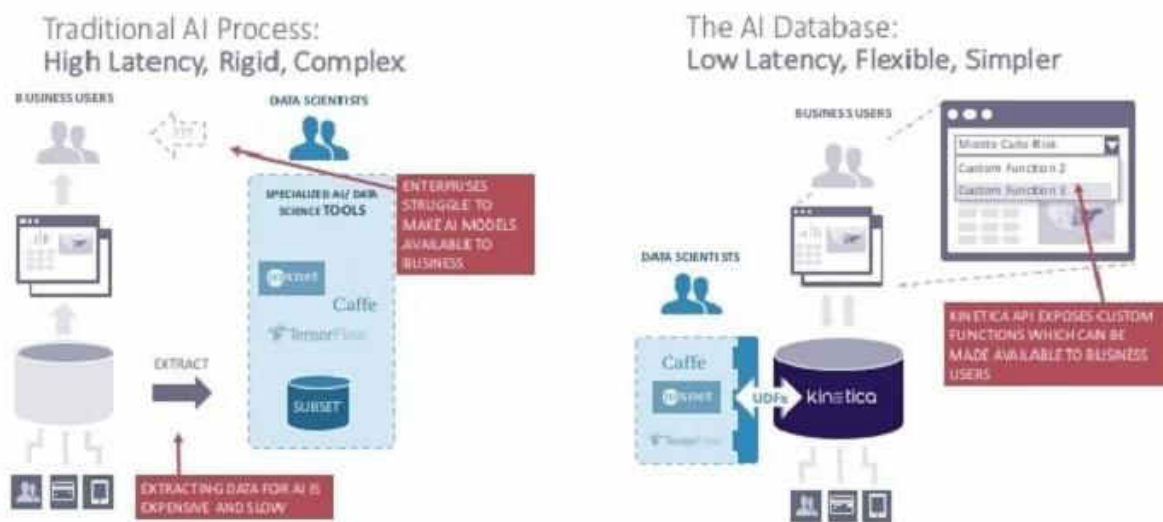 Traditional AI Process:
High Latency, Rigid, Complex
BUSINESS USERS
DATA SCIENTISTS
???
SPECIALIZED AI/ DATA
SCIENCE TOOLS
ENTERPRISES
STRUGGLE TO
MAKE AI MODELS
AVAILABLE TO
BUSINESS
mxnet
Caffe
TensorFlow
EXTRACT
SUBSET
EXTRACTING DATA FOR AI IS
EXPENSIVE AND SLOW
The AI Database:
Low Latency, Flexible, Simpler
BUSINESS USERS
Monte Carlo Risk
Custom Function 2
Custom Function 3
DATA SCIENTISTS
KINETICA API EXPOSES CUSTOM
FUNCTIONS WHICH CAN BE
MADE AVAILABLE TO BUSINESS
USERS
Caffe
mxnet
TensorFlow
UDFs
kinetica